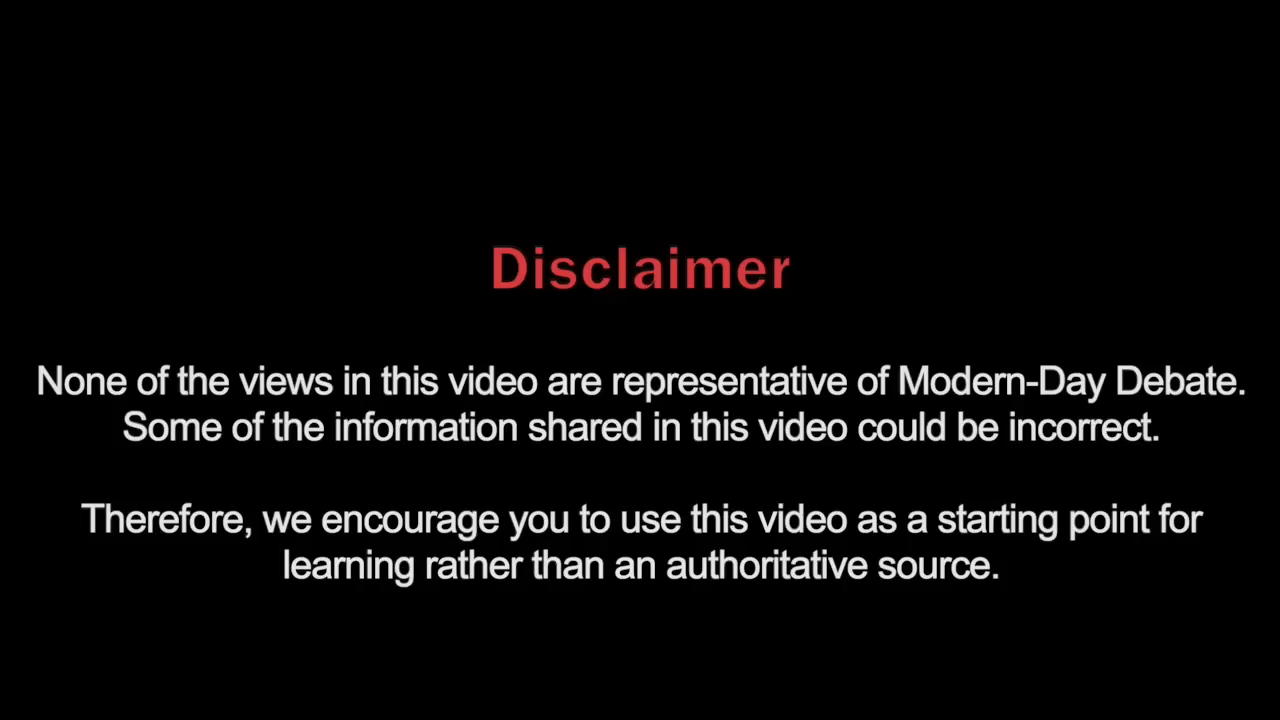 Disclaimer
None of the views in this video are representative of Modern-Day Debate.
Some of the information shared in this video could be incorrect.
Therefore, we encourage you to use this video as a starting point for
learning rather than an authoritative source.